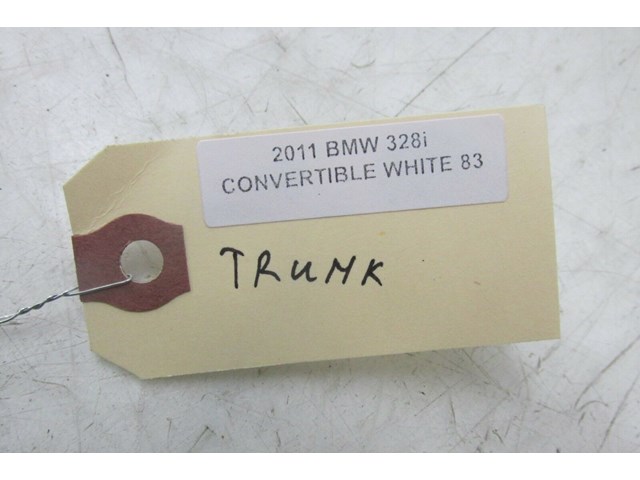 2011 BMW 328i
CONVERTIBLE WHITE 83
TRUNK